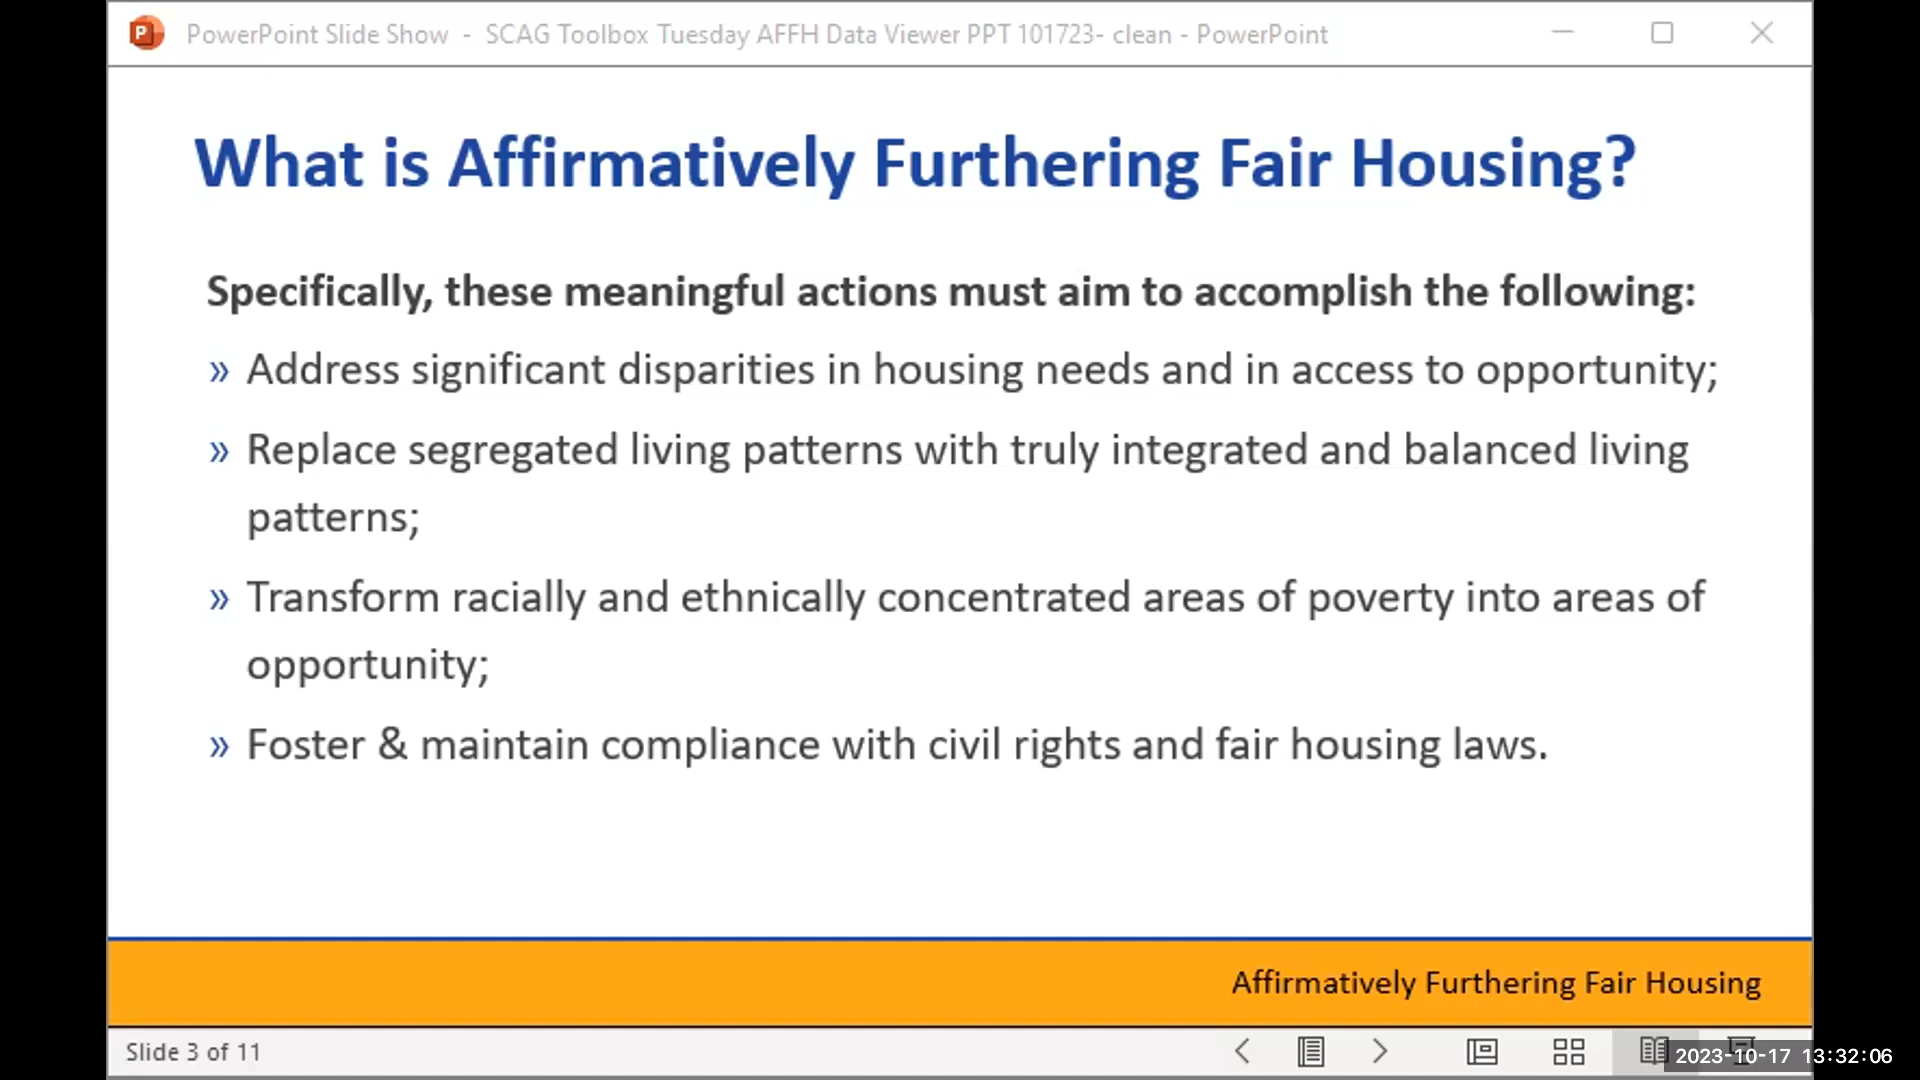 PowerPoint Slide Show - SCAG Toolbox Tuesday AFFH Data Viewer PPT 101723- clean - PowerPoint
What is Affirmatively Furthering Fair Housing?
Specifically, these meaningful actions must aim to accomplish the following:
» Address significant disparities in housing needs and in access to opportunity;
» Replace segregated living patterns with truly integrated and balanced living
patterns;
» Transform racially and ethnically concentrated areas of poverty into areas of
opportunity;
» Foster & maintain compliance with civil rights and fair housing laws.
Affirmatively Furthering Fair Housing
Slide 3 of 11
2023-10-17 13:32:06